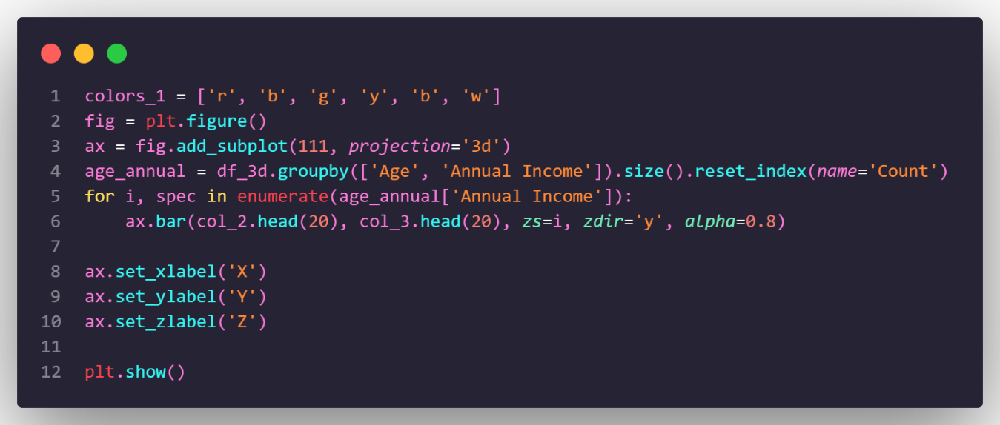 1 colors_1 = ['r', 'b', 'g', 'y', 'b', 'w']
2 fig = plt.figure()
3 ax = fig.add_subplot(111, projection='3d')
4 age_annual = df_3d.groupby(['Age', 'Annual Income']).size().reset_index(name='Count')
5 for i, spec in enumerate(age_annual['Annual Income']):
6     ax.bar(col_2.head(20), col_3.head(20), zs=i, zdir='y', alpha=0.8)
7
8 ax.set_xlabel('X')
9 ax.set_ylabel('Y')
10 ax.set_zlabel('Z')
11
12 plt.show()